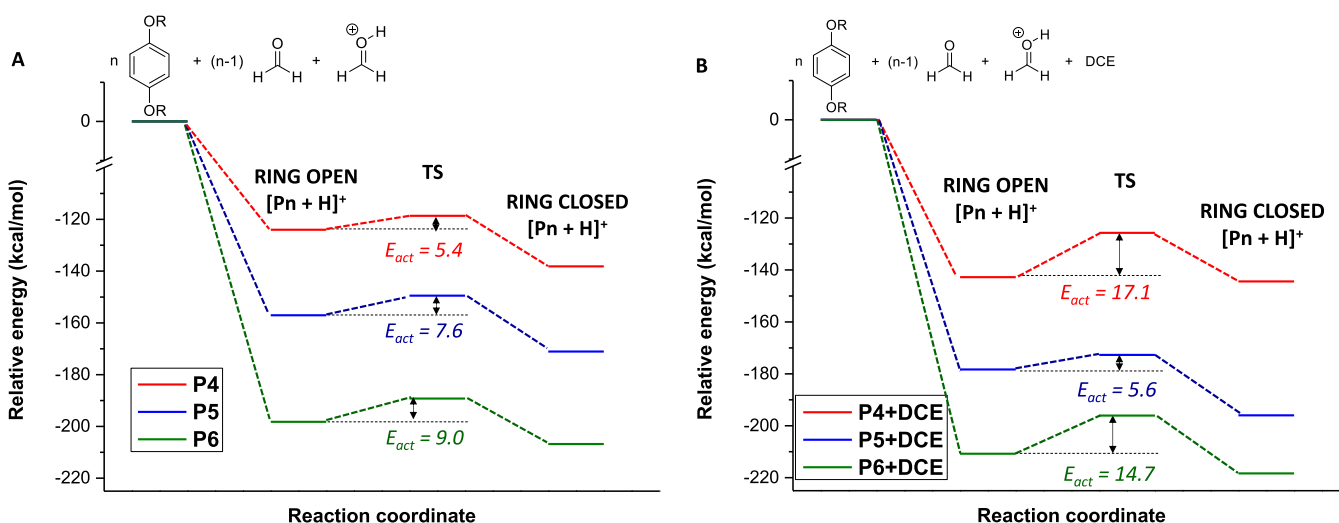 A
OR
n
OR
+ (n-1)
O
H H
+
⊕
O H
H H
0
-120
-140
-160
-180
-200
-220
Relative energy (kcal/mol)
RING OPEN
[Pn + H]+
TS
RING CLOSED
[Pn + H]+
Eact = 5.4
Eact = 7.6
Eact = 9.0
P4
P5
P6
Reaction coordinate
B
OR
n
OR
+ (n-1)
O
H H
+
⊕
O H
H H
+ DCE
0
-120
-140
-160
-180
-200
-220
Relative energy (kcal/mol)
RING OPEN
[Pn + H]+
TS
RING CLOSED
[Pn + H]+
Eact = 17.1
Eact = 5.6
Eact = 14.7
P4+DCE
P5+DCE
P6+DCE
Reaction coordinate